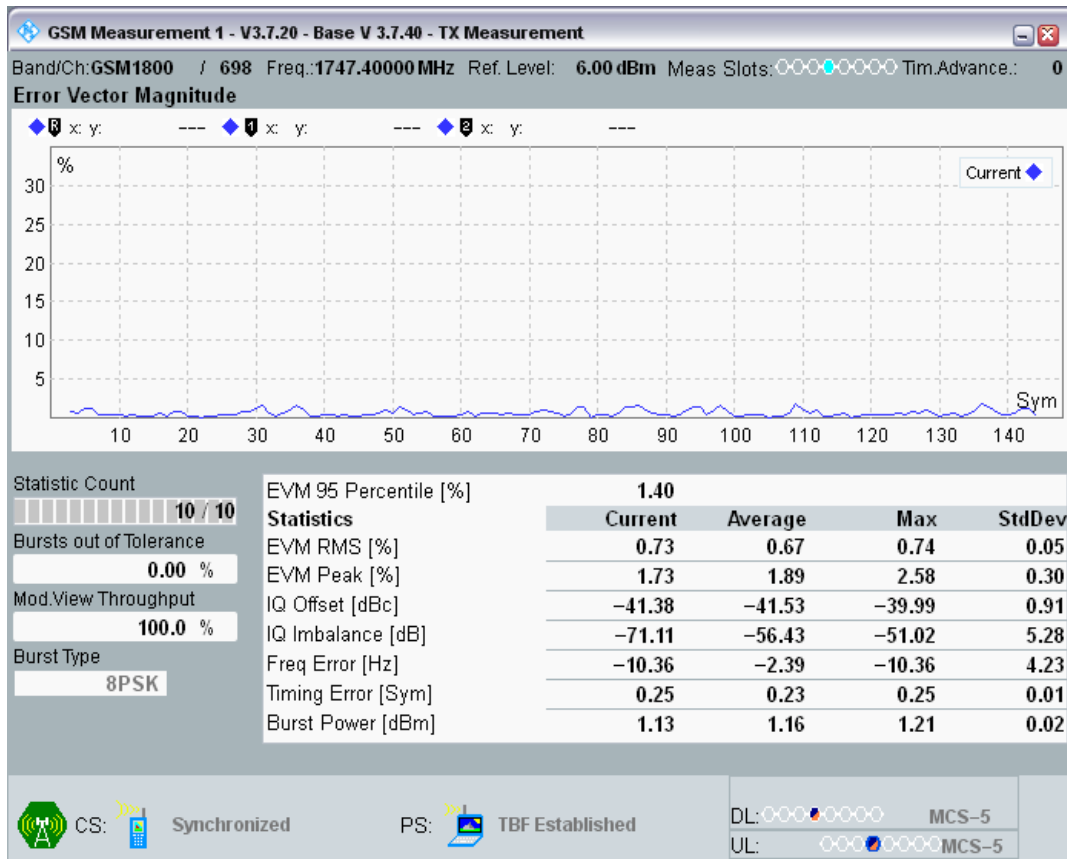 GSM Measurement 1 - V3.7.20 - Base V 3.7.40 - TX Measurement
Band/Ch:GSM1800 / 698 Freq.:1747.40000 MHz Ref. Level: 6.00 dBm Meas Slots: Tim.Advance.: 0
Error Vector Magnitude
R x: y: --- 1 x: y: --- 2 x: y: ---
%
Current
30
25
20
15
10
5
Sym
10 20 30 40 50 60 70 80 90 100 110 120 130 140
Statistic Count
10 / 10
Bursts out of Tolerance
0.00 %
Mod.View Throughput
100.0 %
Burst Type
8PSK
EVM 95 Percentile [%] 1.40
Statistics Current Average Max StdDev
EVM RMS [%] 0.73 0.67 0.74 0.05
EVM Peak [%] 1.73 1.89 2.58 0.30
IQ Offset [dBc] −41.38 −41.53 −39.99 0.91
IQ Imbalance [dB] −71.11 −56.43 −51.02 5.28
Freq Error [Hz] −10.36 −2.39 −10.36 4.23
Timing Error [Sym] 0.25 0.23 0.25 0.01
Burst Power [dBm] 1.13 1.16 1.21 0.02
CS: Synchronized PS: TBF Established
DL: MCS−5
UL: MCS−5